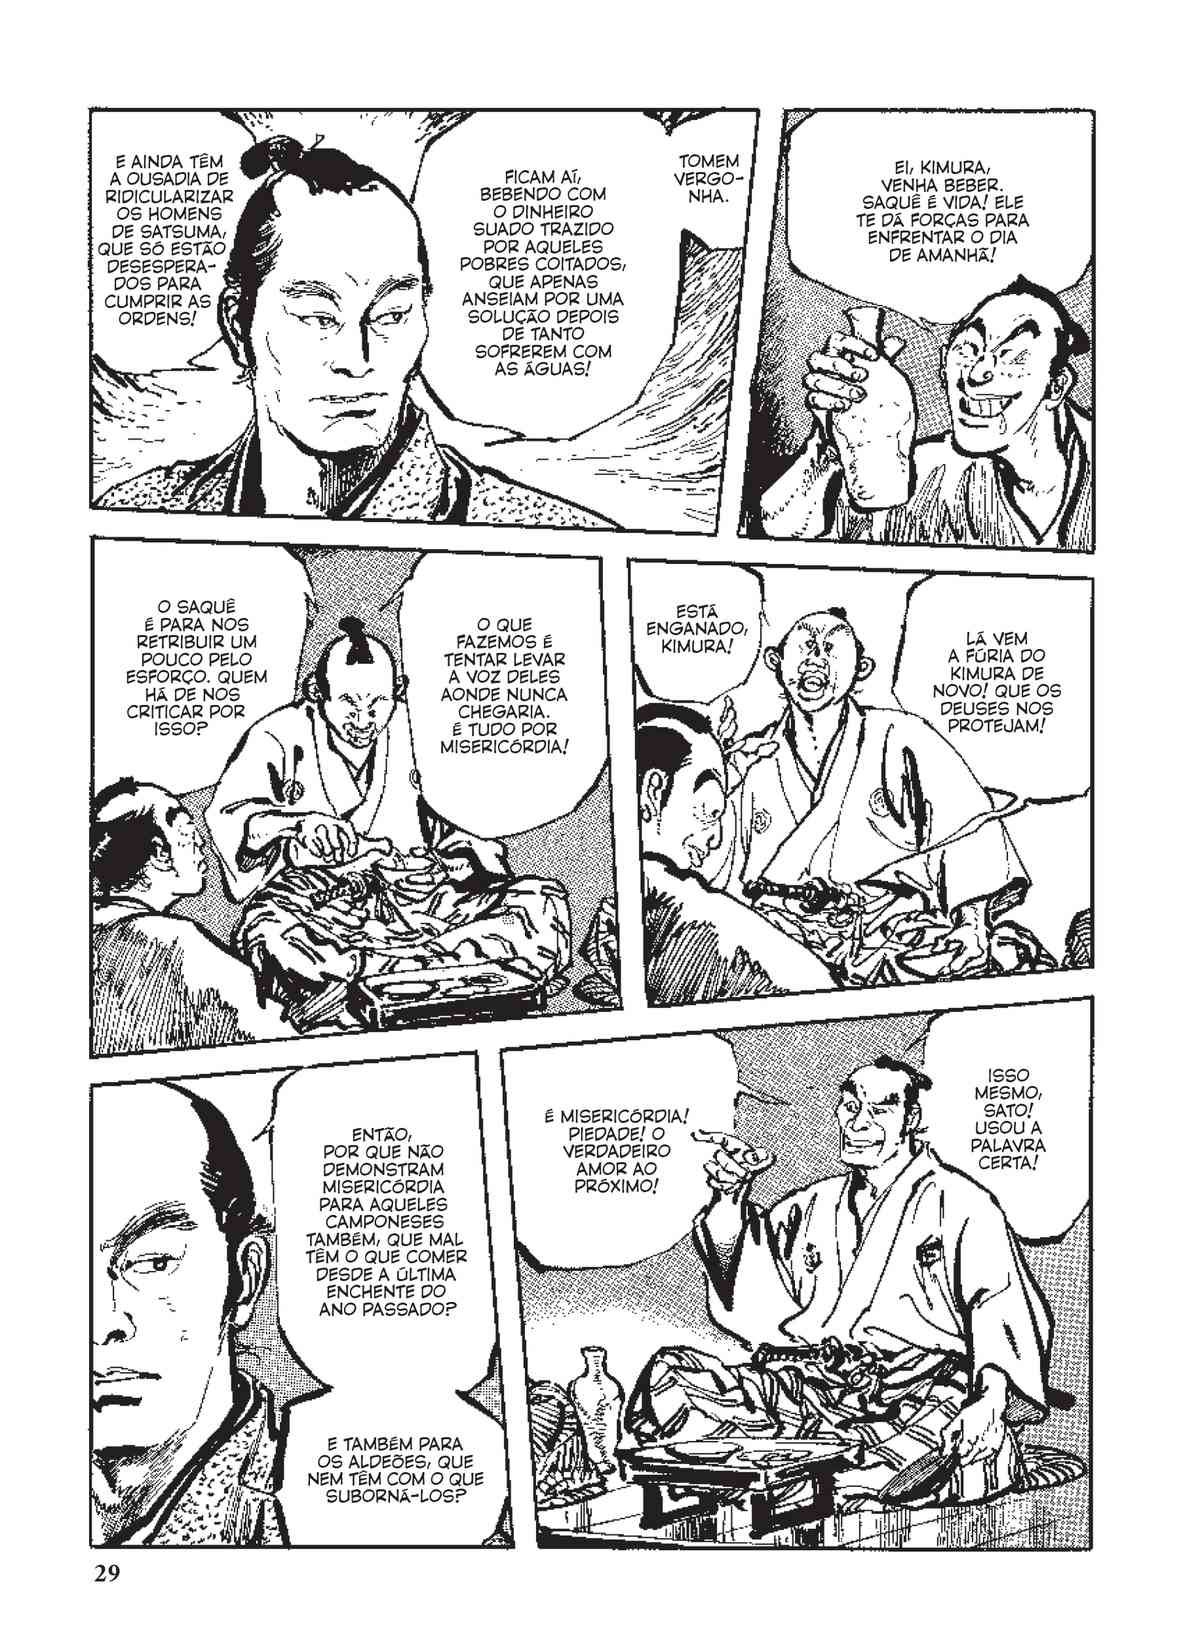 EI, KIMURA,
VENHA BEBER.
SAQUÊ É VIDA! ELE
TE DÁ FORÇAS PARA
ENFRENTAR O DIA
DE AMANHÃ!
TOMEM
VERGO-
NHA.
FICAM AÍ,
BEBENDO COM
O DINHEIRO
SUADO TRAZIDO
POR AQUELES
POBRES COITADOS,
QUE APENAS
ANSEIAM POR UMA
SOLUÇÃO DEPOIS
DE TANTO
SOFREREM COM
AS ÁGUAS!
E AINDA TÊM
A OUSADIA DE
RIDICULARIZAR
OS HOMENS
DE SATSUMA,
QUE SÓ ESTÃO
DESESPERA-
DOS PARA
CUMPRIR AS
ORDENS!
LÁ VEM
A FÚRIA DO
KIMURA DE
NOVO! QUE OS
DEUSES NOS
PROTEJAM!
ESTÁ
ENGANADO,
KIMURA!
O QUE
FAZEMOS É
TENTAR LEVAR
A VOZ DELES
AONDE NUNCA
CHEGARIA.
É TUDO POR
MISERICÓRDIA!
O SAQUÊ
É PARA NOS
RETRIBUIR UM
POUCO PELO
ESFORÇO. QUEM
HÁ DE NOS
CRITICAR POR
ISSO?
ISSO
MESMO,
SATO!
USOU A
PALAVRA
CERTA!
É MISERICÓRDIA!
PIEDADE! O
VERDADEIRO
AMOR AO
PRÓXIMO!
ENTÃO,
POR QUE NÃO
DEMONSTRAM
MISERICÓRDIA
PARA AQUELES
CAMPONESES
TAMBÉM, QUE MAL
TÊM O QUE COMER
DESDE A ÚLTIMA
ENCHENTE DO
ANO PASSADO?
E TAMBÉM PARA
OS ALDEÕES, QUE
NEM TÊM COM O QUE
SUBORNÁ-LOS?
29